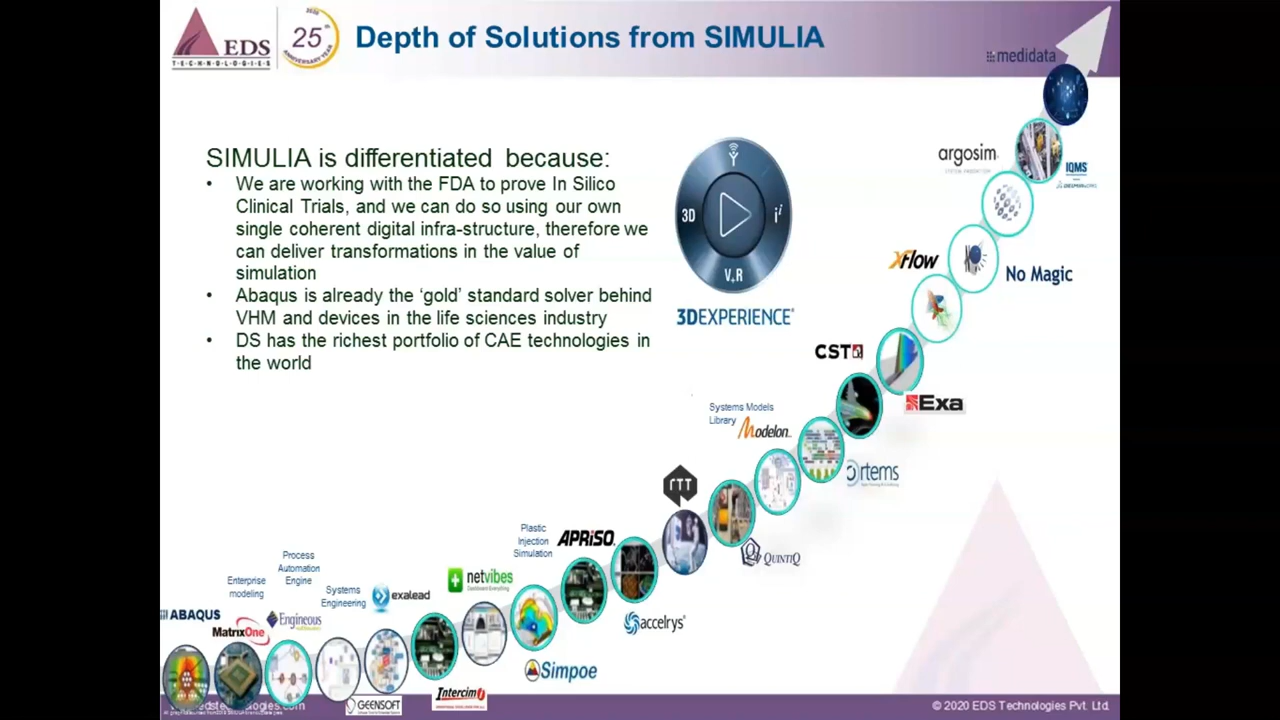 EDS
TECHNOLOGIES
25
ANNIVERSARY YEAR
Depth of Solutions from SIMULIA
medidata
SIMULIA is differentiated because:
• We are working with the FDA to prove In Silico
Clinical Trials, and we can do so using our own
single coherent digital infra-structure, therefore we
can deliver transformations in the value of
simulation
• Abaqus is already the ‘gold’ standard solver behind
VHM and devices in the life sciences industry
• DS has the richest portfolio of CAE technologies in
the world
3D
V,R
3DEXPERIENCE®
argosim
IQMS
XFlow
No Magic
CST
Exa
Systems Models
Library
Modelon
Ortems
RTT
QUINTIQ
Plastic
Injection
Simulation
APRISO
accelrys
netvibes
Simpoe
Process
Automation
Engine
Enterprise
modeling
Systems
Engineering
exalead
ABAQUS
MatrixOne
Engineous
Intercim
GEENSOFT
© 2020 EDS Technologies Pvt. Ltd.